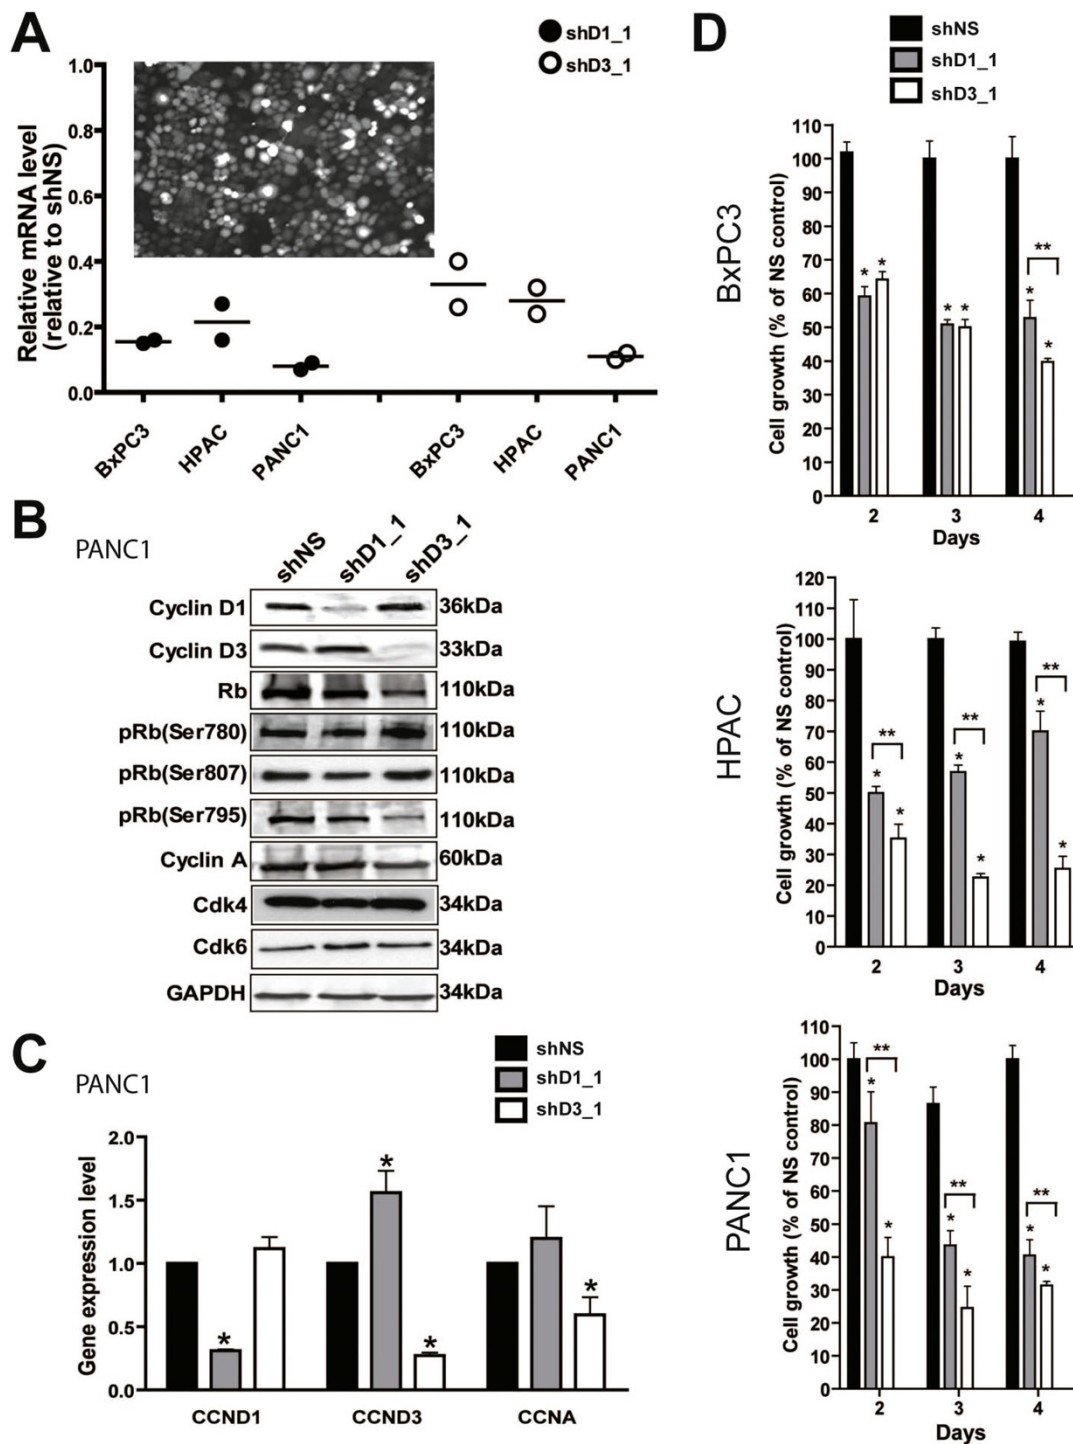 A
shD1_1
shD3_1
Relative mRNA level
(relative to shNS)
1.0
0.8
0.6
0.4
0.2
0.0
BxPC3
HPAC
PANC1
BxPC3
HPAC
PANC1
B
PANC1
shNS
shD1_1
shD3_1
Cyclin D1
36kDa
Cyclin D3
33kDa
Rb
110kDa
pRb(Ser780)
110kDa
pRb(Ser807)
110kDa
pRb(Ser795)
110kDa
Cyclin A
60kDa
Cdk4
34kDa
Cdk6
34kDa
GAPDH
34kDa
C
PANC1
shNS
shD1_1
shD3_1
Gene expression level
2.0
1.5
1.0
0.5
0.0
*
*
*
*
CCND1
CCND3
CCNA
D
shNS
shD1_1
shD3_1
BxPC3
Cell growth (% of NS control)
110
100
90
80
70
60
50
40
30
20
10
0
* *
* *
**
*
*
2
3
4
Days
HPAC
Cell growth (% of NS control)
120
110
100
90
80
70
60
50
40
30
20
10
0
**
*
*
**
*
*
**
*
*
2
3
4
Days
PANC1
Cell growth (% of NS control)
110
100
90
80
70
60
50
40
30
20
10
0
**
*
*
**
*
*
**
*
*
2
3
4
Days